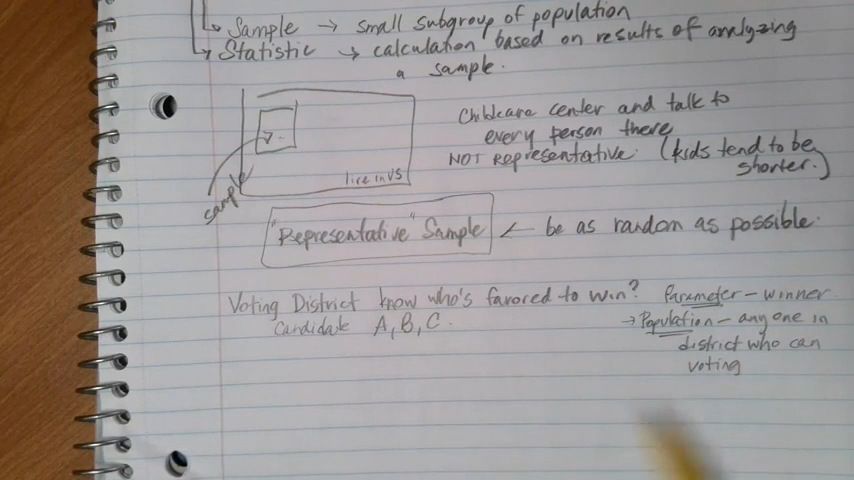 Sample → small subgroup of population
Statistic → calculation based on results of analyzing
a sample.
Childcare center and talk to
every person there
NOT Representative. (kids tend to be
shorter.)
live in US
sample
"Representative" Sample ← be as random as possible.
Voting District know who's favored to win? Parameter - winner
Candidate A, B, C.
→ Population - anyone in
district who can
voting